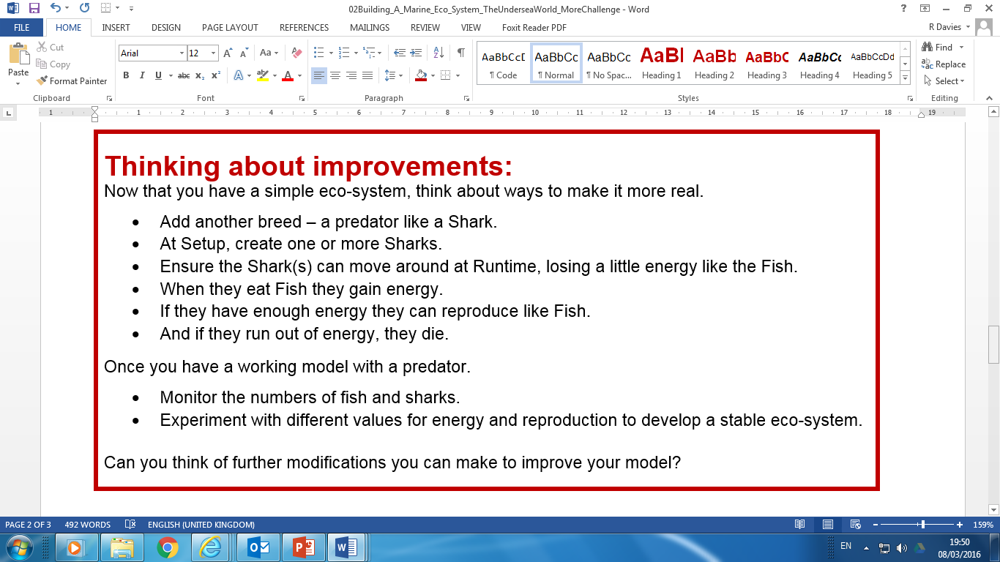 02Building_A_Marine_Eco_System_TheUnderseaWorld_MoreChallenge - Word
FILE HOME INSERT DESIGN PAGE LAYOUT REFERENCES MAILINGS REVIEW VIEW Foxit Reader PDF R Davies
Paste
Cut
Copy
Format Painter
Clipboard
Arial 12
Font
Paragraph
AaBbCcD AaBbCc AaBbCc AaBl AaBb AaBbC AaBbCc AaBbCcDd
¶ Code ¶ Normal ¶ No Spac... Heading 1 Heading 2 Heading 3 Heading 4 Heading 5
Styles
Find
Replace
Select
Editing
1 1 2 3 4 5 6 7 8 9 10 11 12 13 14 15 16 17 18 19
Thinking about improvements:
Now that you have a simple eco-system, think about ways to make it more real.
• Add another breed – a predator like a Shark.
• At Setup, create one or more Sharks.
• Ensure the Shark(s) can move around at Runtime, losing a little energy like the Fish.
• When they eat Fish they gain energy.
• If they have enough energy they can reproduce like Fish.
• And if they run out of energy, they die.
Once you have a working model with a predator.
• Monitor the numbers of fish and sharks.
• Experiment with different values for energy and reproduction to develop a stable eco-system.
Can you think of further modifications you can make to improve your model?
PAGE 2 OF 3 492 WORDS ENGLISH (UNITED KINGDOM) 159%
EN 19:50
08/03/2016